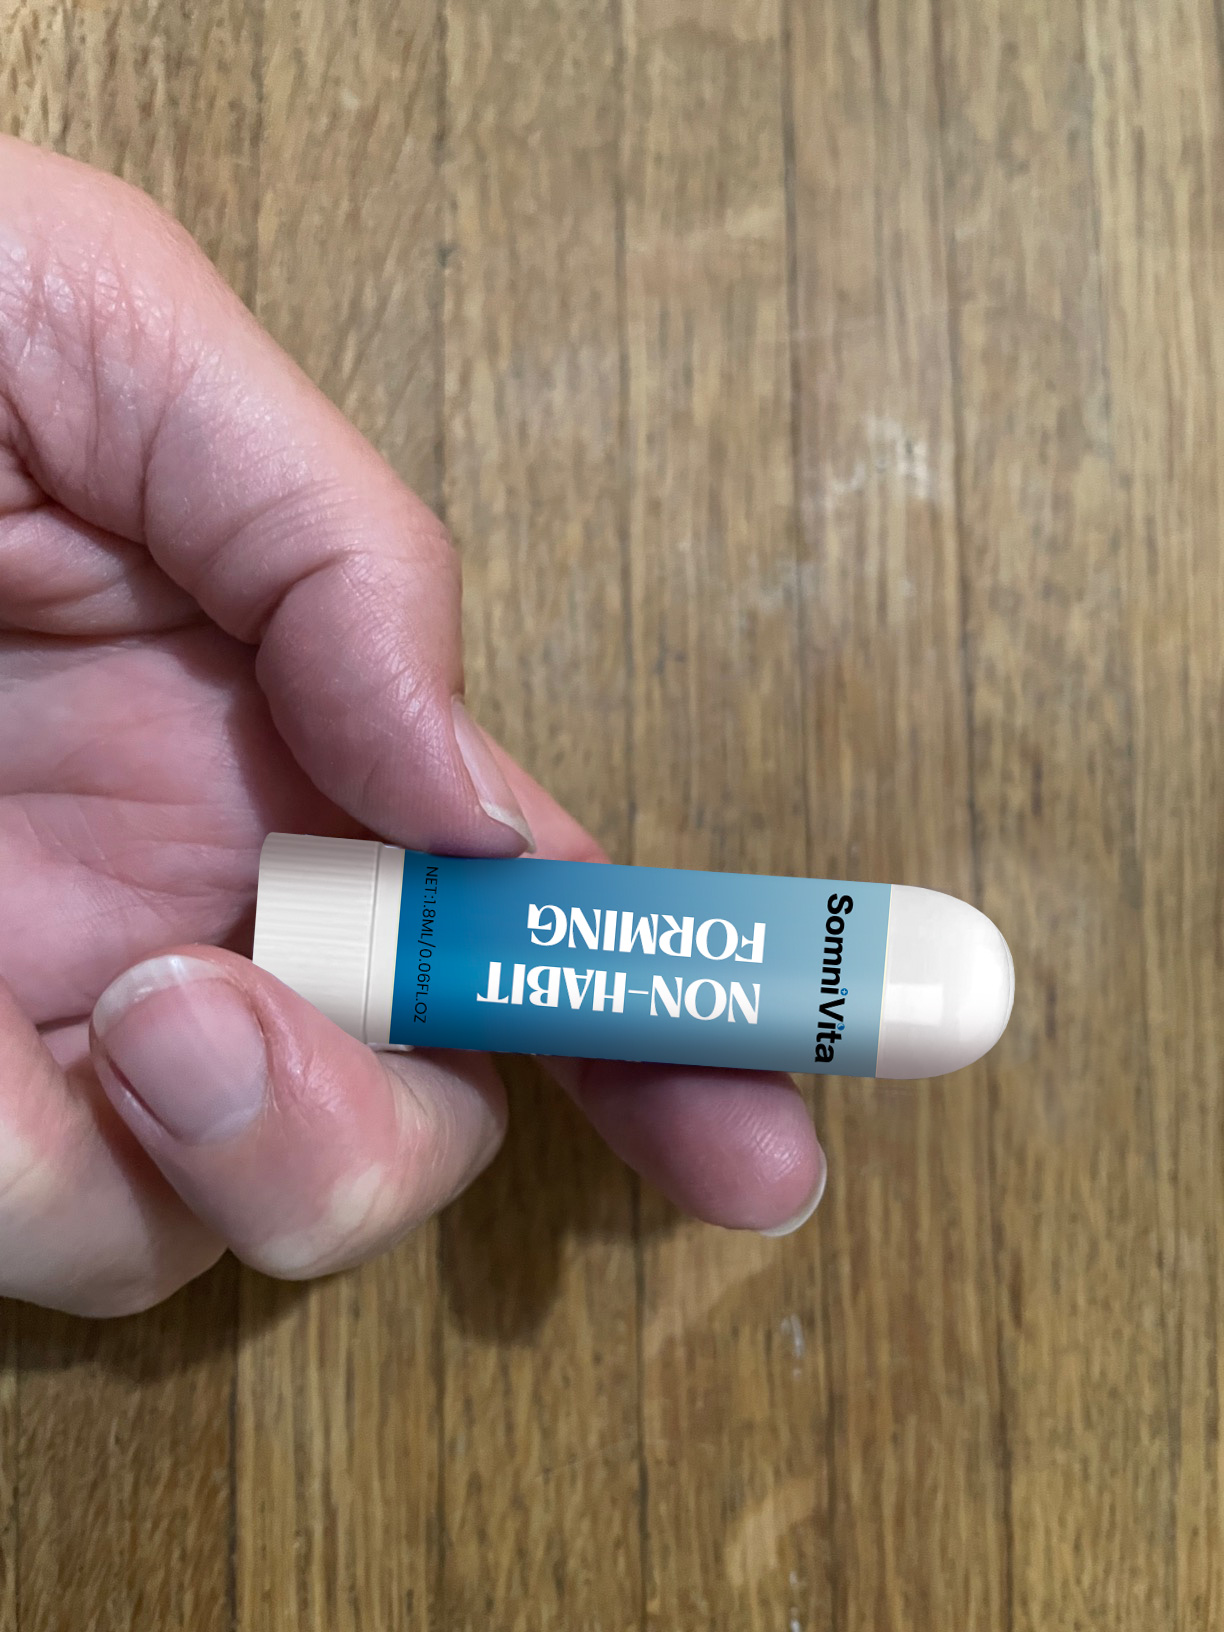 SomniVita
NON-HABIT
FORMING
NET:1.8ML/0.06FL.OZ